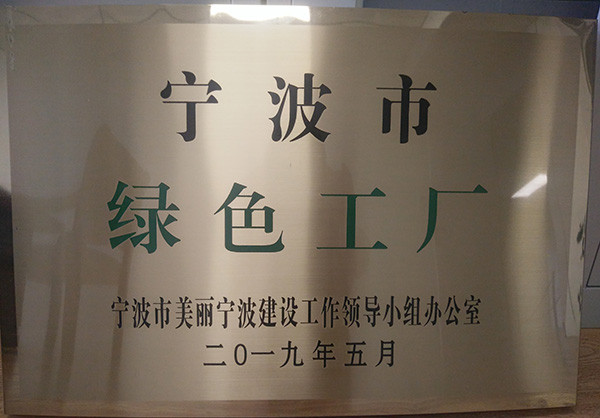 宁波市
绿色工厂
宁波市美丽宁波建设工作领导小组办公室
二0一九年五月